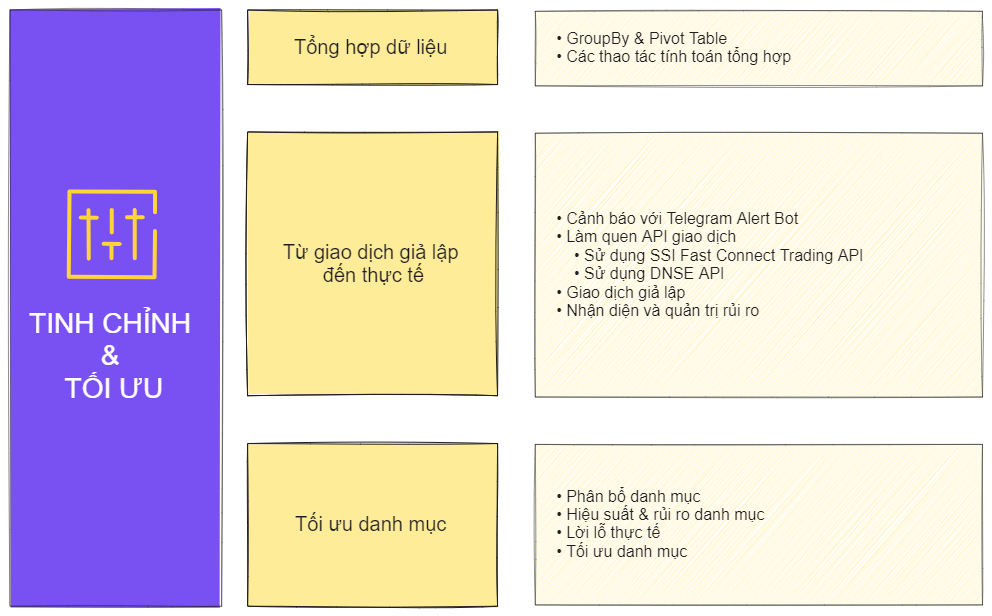 TINH CHỈNH
&
TỐI ƯU
Tổng hợp dữ liệu
• GroupBy & Pivot Table
• Các thao tác tính toán tổng hợp
Từ giao dịch giả lập
đến thực tế
• Cảnh báo với Telegram Alert Bot
• Làm quen API giao dịch
• Sử dụng SSI Fast Connect Trading API
• Sử dụng DNSE API
• Giao dịch giả lập
• Nhận diện và quản trị rủi ro
Tối ưu danh mục
• Phân bổ danh mục
• Hiệu suất & rủi ro danh mục
• Lời lỗ thực tế
• Tối ưu danh mục